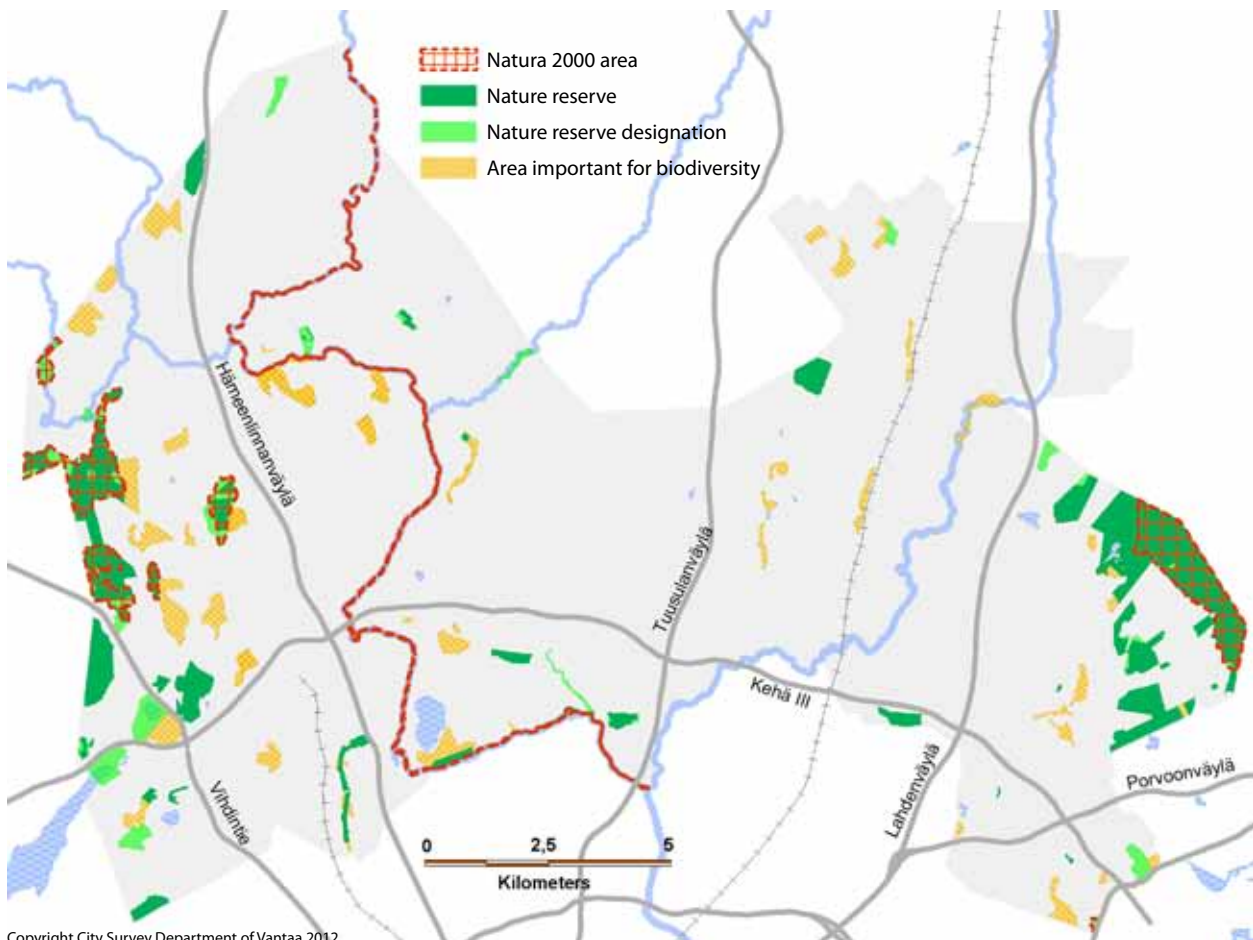 Natura 2000 area
Nature reserve
Nature reserve designation
Area important for biodiversity
Hämeenlinnanväylä
Tuusulanväylä
Kehä III
Lahdenväylä
Porvoonväylä
Vihdintie
0 2,5 5
Kilometers
Copyright City Survey Department of Vantaa 2012